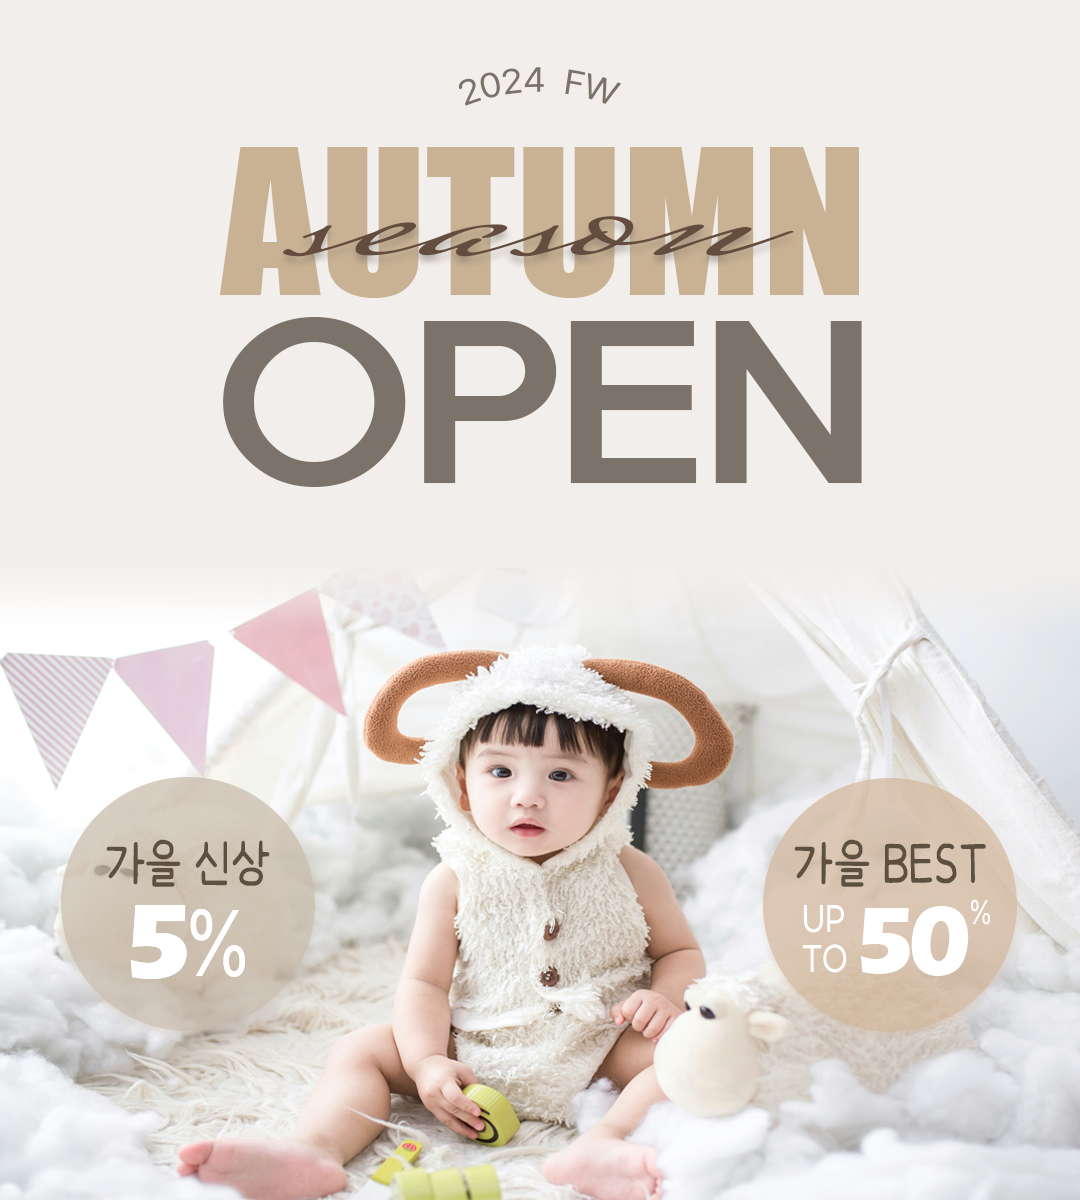 2024 FW
AUTUMN
season
OPEN
가을 신상
5%
가을 BEST
UP TO 50%